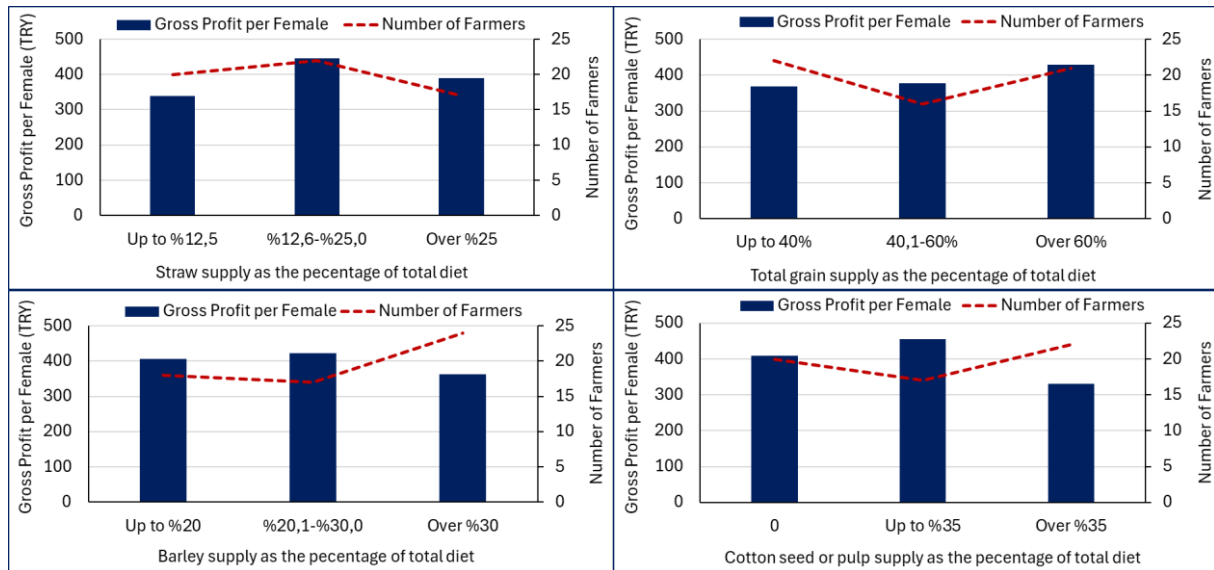 Gross Profit per Female Number of Farmers
Gross Profit per Female (TRY)
500
400
300
200
100
0
25
20
15
10
5
0
Number of Farmers
Up to %12,5 %12,6-%25,0 Over %25
Straw supply as the pecentage of total diet
Gross Profit per Female Number of Farmers
Gross Profit per Female (TRY)
500
400
300
200
100
0
25
20
15
10
5
0
Number of Farmers
Up to 40% 40,1-60% Over 60%
Total grain supply as the pecentage of total diet
Gross Profit per Female Number of Farmers
Gross Profit per Female (TRY)
500
400
300
200
100
0
25
20
15
10
5
0
Number of Farmers
Up to %20 %20,1-%30,0 Over %30
Barley supply as the pecentage of total diet
Gross Profit per Female Number of Farmers
Gross Profit per Female (TRY)
500
400
300
200
100
0
25
20
15
10
5
0
Number of Farmers
0 Up to %35 Over %35
Cotton seed or pulp supply as the pecentage of total diet